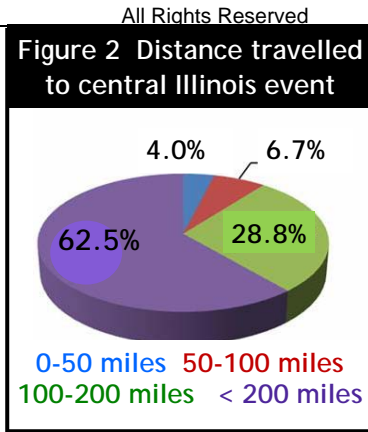 All Rights Reserved
Figure 2 Distance travelled
to central Illinois event
4.0% 6.7%
62.5% 28.8%
0-50 miles 50-100 miles
100-200 miles < 200 miles